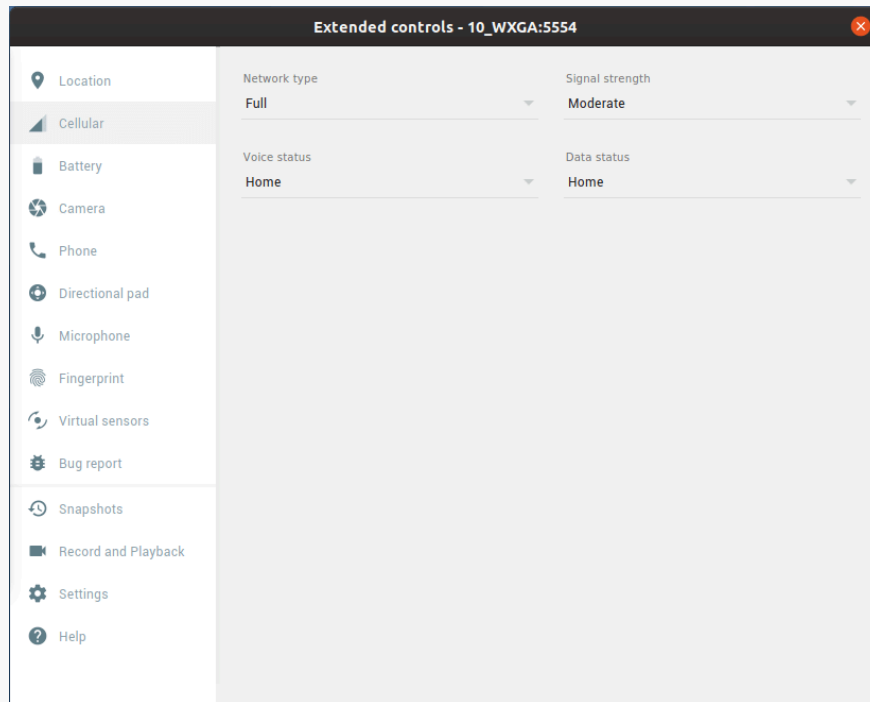 Extended controls - 10_WXGA:5554
Location
Cellular
Battery
Camera
Phone
Directional pad
Microphone
Fingerprint
Virtual sensors
Bug report
Snapshots
Record and Playback
Settings
Help
Network type
Full
Signal strength
Moderate
Voice status
Home
Data status
Home